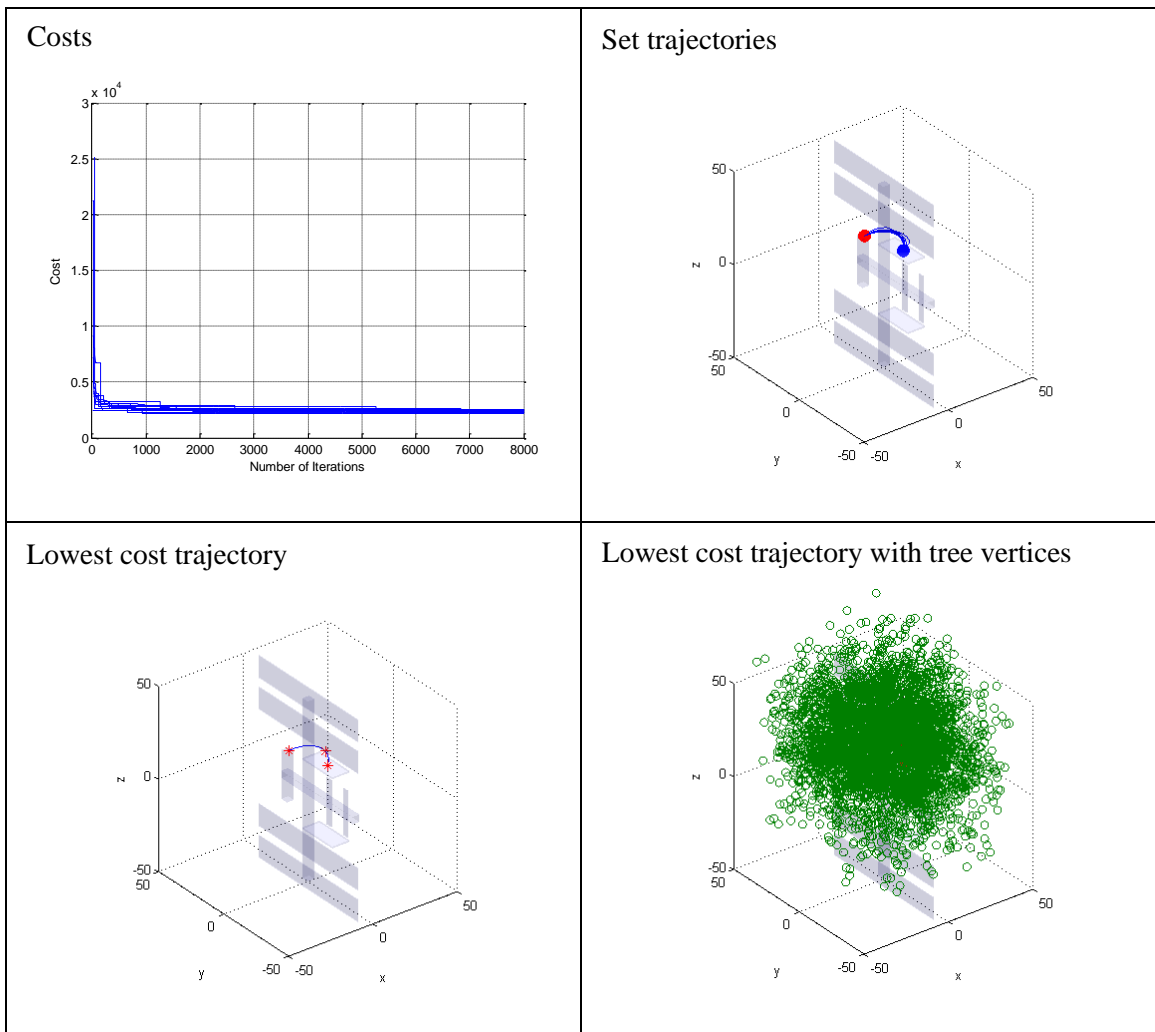 Costs
x 10^4
3
2.5
2
1.5
1
0.5
0
Cost
0 1000 2000 3000 4000 5000 6000 7000 8000
Number of Iterations
Set trajectories
50
0
-50
z
50
0
-50
y
-50
0
50
x
Lowest cost trajectory
50
0
-50
z
50
0
-50
y
-50
0
50
x
Lowest cost trajectory with tree vertices
50
0
-50
z
50
0
-50
y
-50
0
50
x